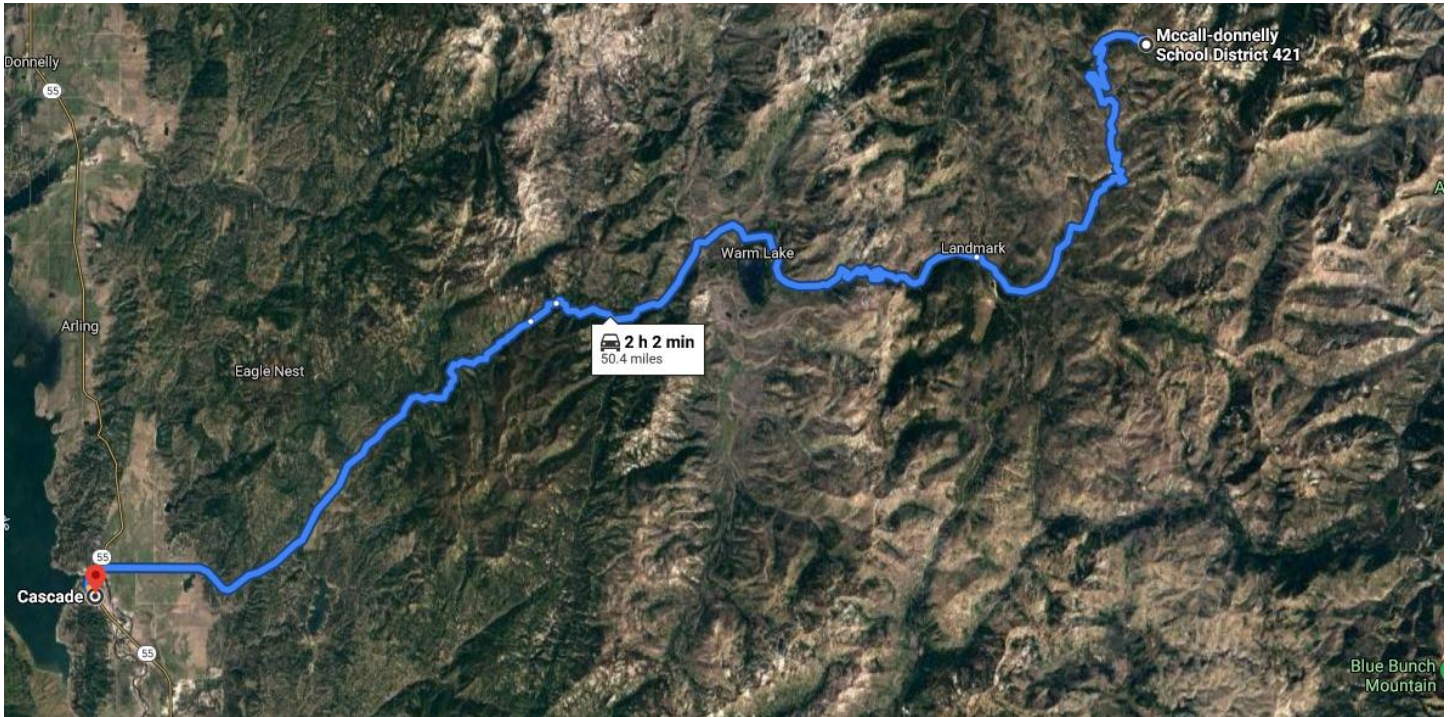 Mccall-donnelly
School District 421
Donnelly
55
Warm Lake
Landmark
Arling
2 h 2 min
50.4 miles
Eagle Nest
55
Cascade
55
Blue Bunch
Mountain